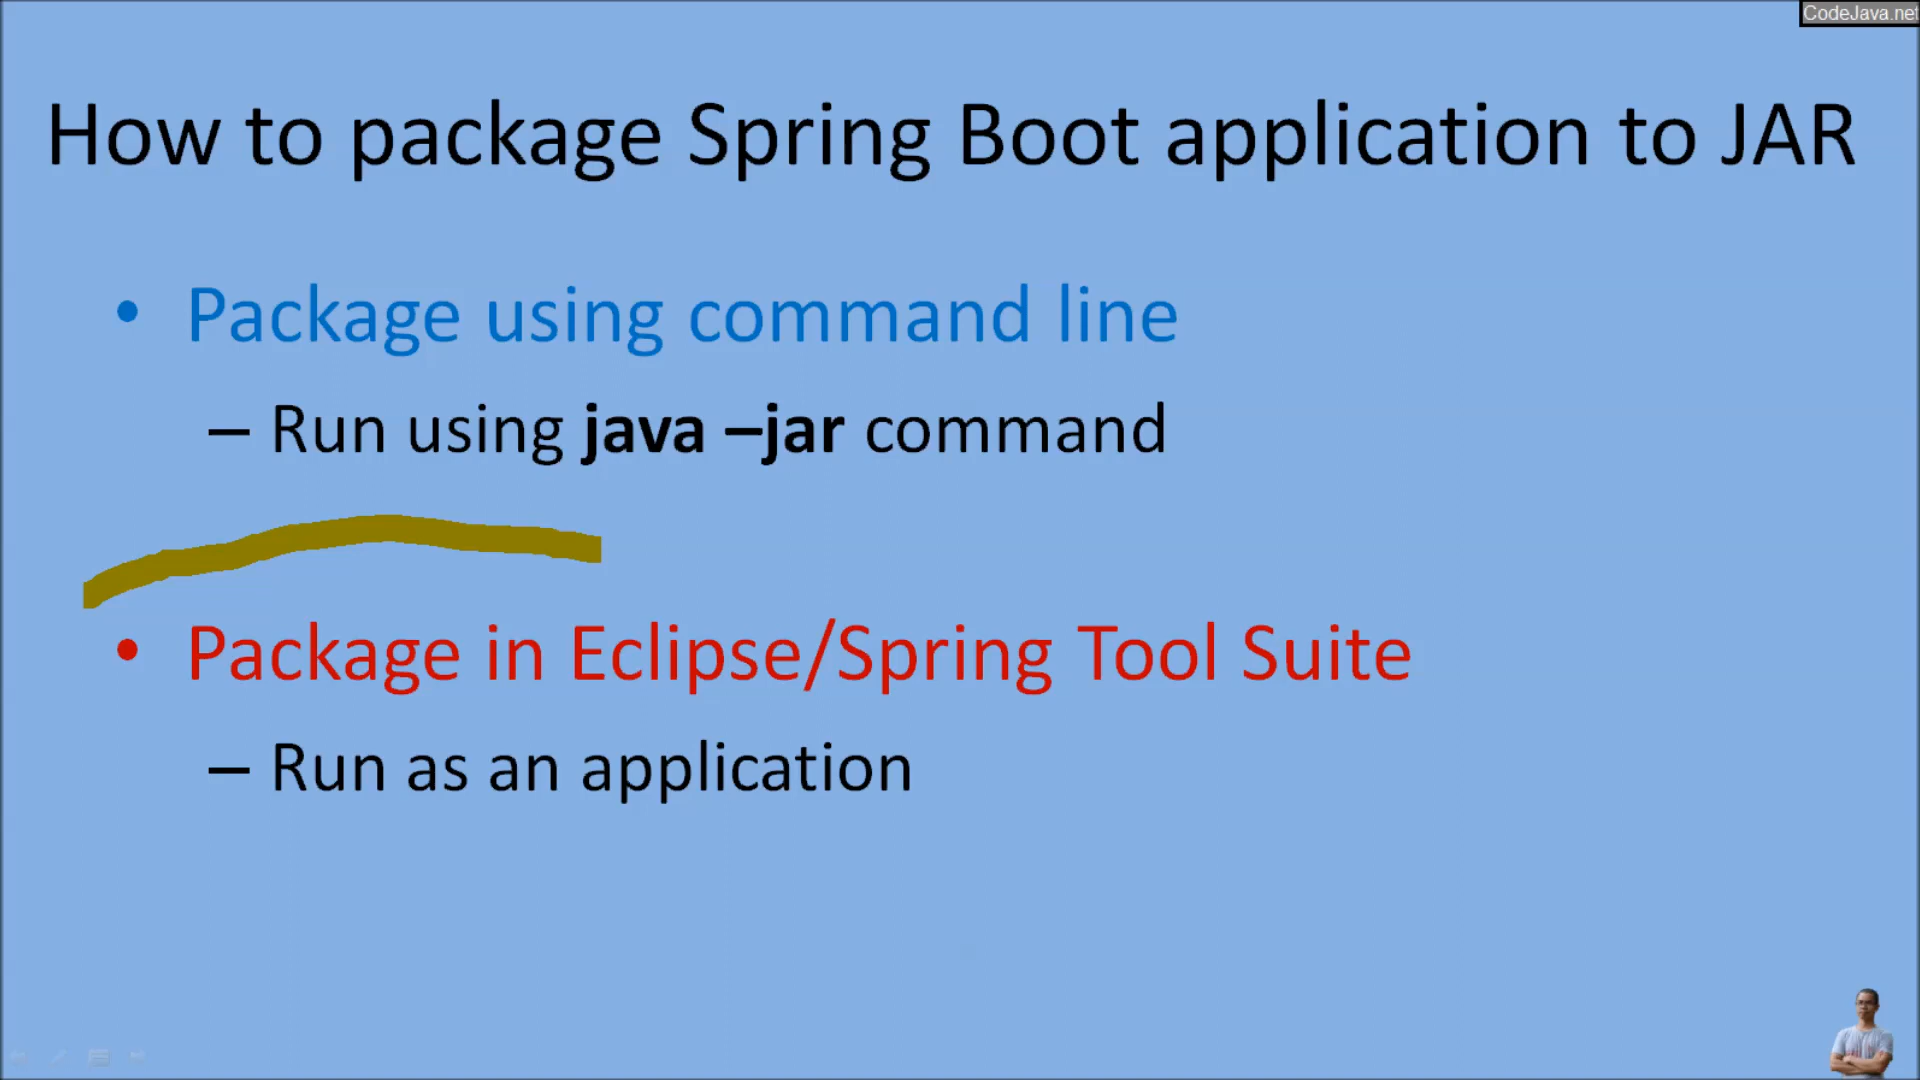 CodeJava.net
How to package Spring Boot application to JAR
• Package using command line
– Run using java –jar command
• Package in Eclipse/Spring Tool Suite
– Run as an application